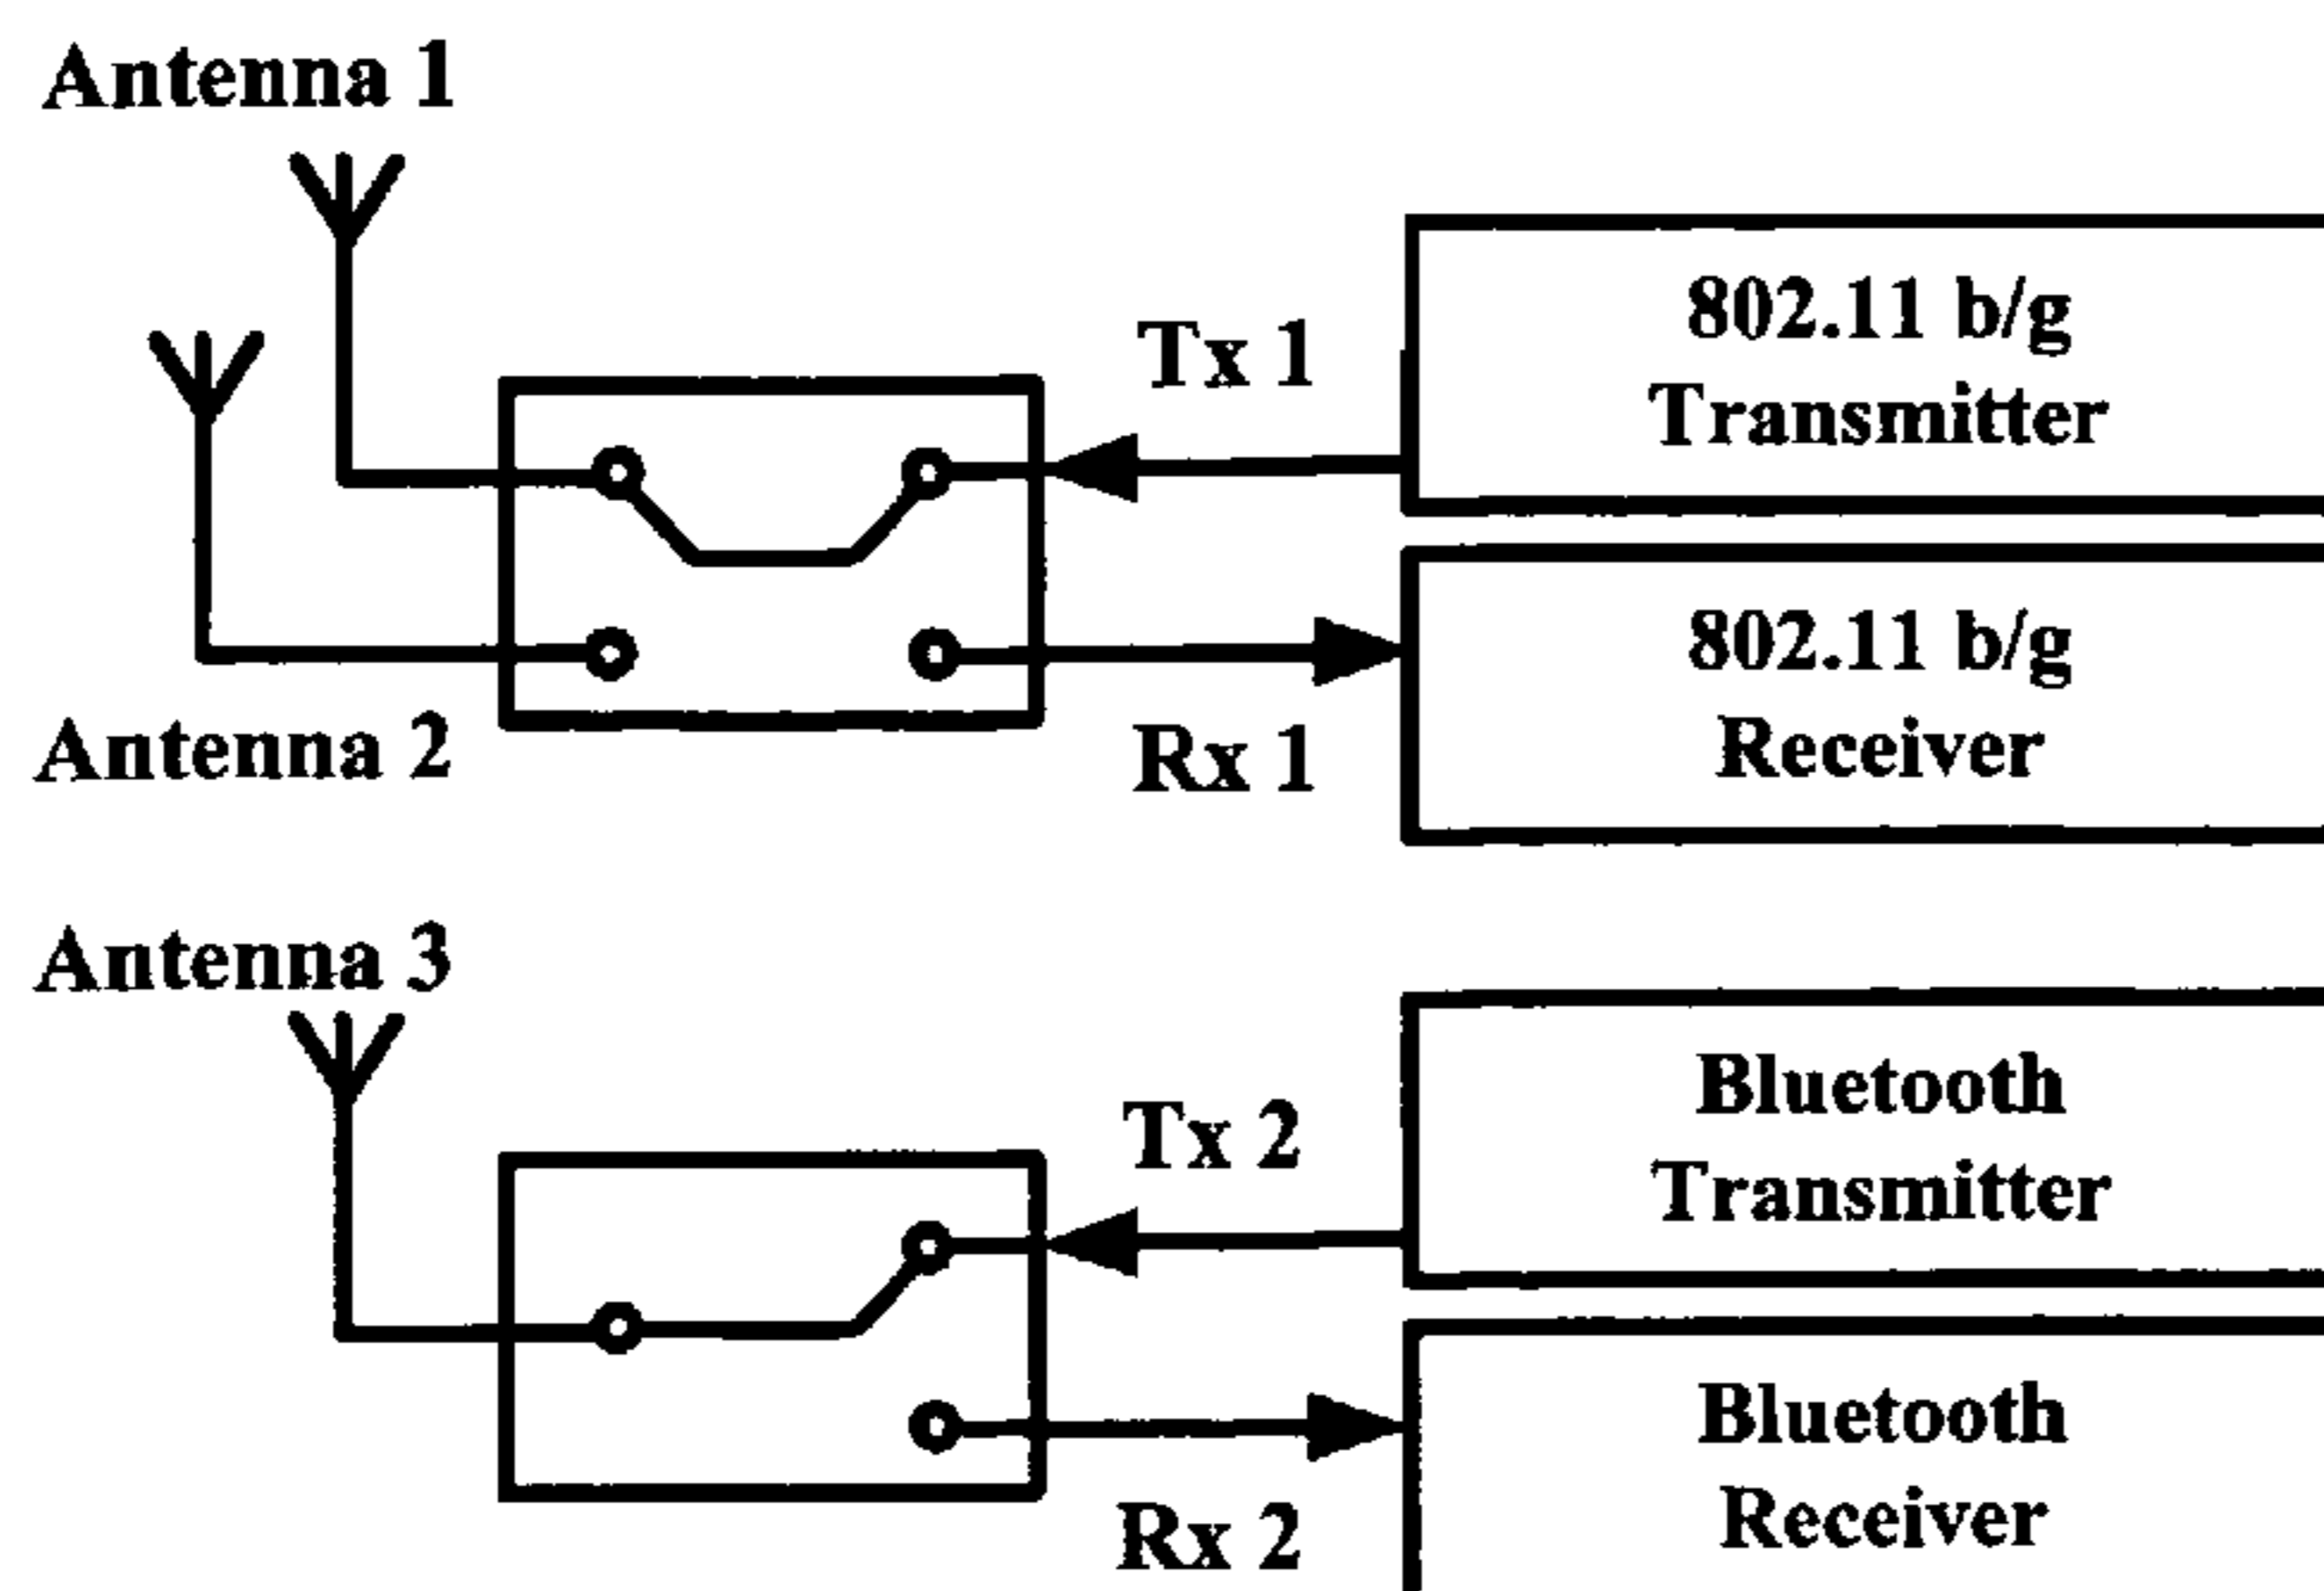 Antenna 1
Tx 1
802.11 b/g
Transmitter
802.11 b/g
Receiver
Antenna 2
Rx 1
Antenna 3
Tx 2
Bluetooth
Transmitter
Bluetooth
Receiver
Rx 2